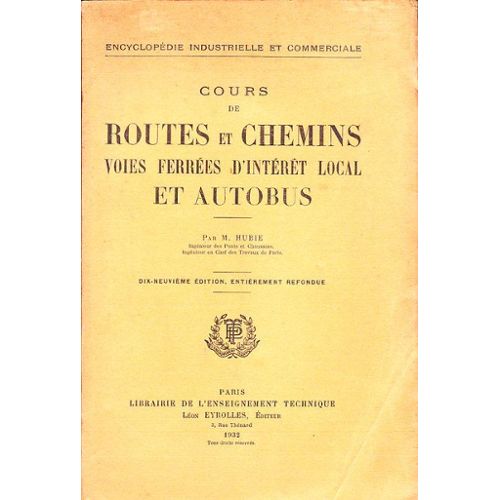 ENCYCLOPÉDIE INDUSTRIELLE ET COMMERCIALE
COURS
DE
ROUTES ET CHEMINS
VOIES FERRÉES D'INTÉRÊT LOCAL
ET AUTOBUS
PAR M. HUBIE
Ingénieur des Ponts et Chaussées,
Ingénieur en Chef des Travaux de Paris.
DIX-NEUVIÈME ÉDITION, ENTIÈREMENT REFONDUE
PARIS
LIBRAIRIE DE L'ENSEIGNEMENT TECHNIQUE
LÉON EYROLLES, ÉDITEUR
3, Rue Thénard
1932
Tous droits réservés.